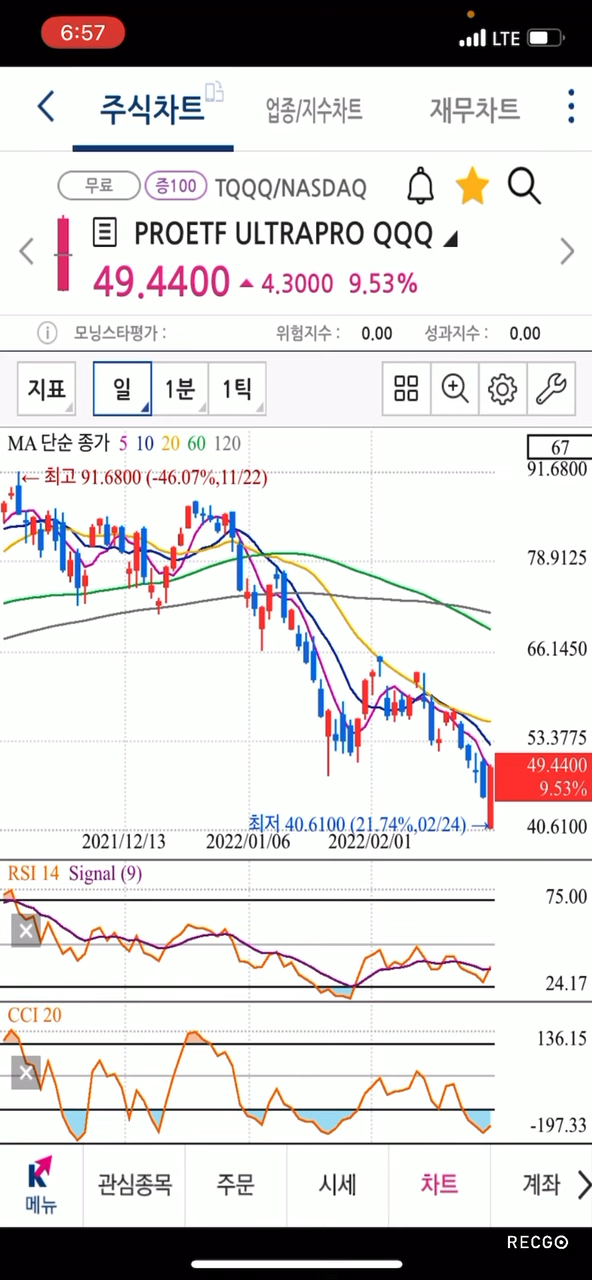 6:57
LTE
주식차트
업종/지수차트
재무차트
무료
증100
TQQQ/NASDAQ
PROETF ULTRAPRO QQQ
49.4400 ▲ 4.3000 9.53%
모닝스타평가 :
위험지수 : 0.00
성과지수 : 0.00
지표
일
1분
1틱
MA 단순 종가 5 10 20 60 120
67
← 최고 91.6800 (-46.07%,11/22)
91.6800
78.9125
66.1450
53.3775
49.4400
9.53%
최저 40.6100 (21.74%,02/24) →
40.6100
2021/12/13
2022/01/06
2022/02/01
RSI 14 Signal (9)
75.00
24.17
CCI 20
136.15
-197.33
메뉴
관심종목
주문
시세
차트
계좌
RECGO